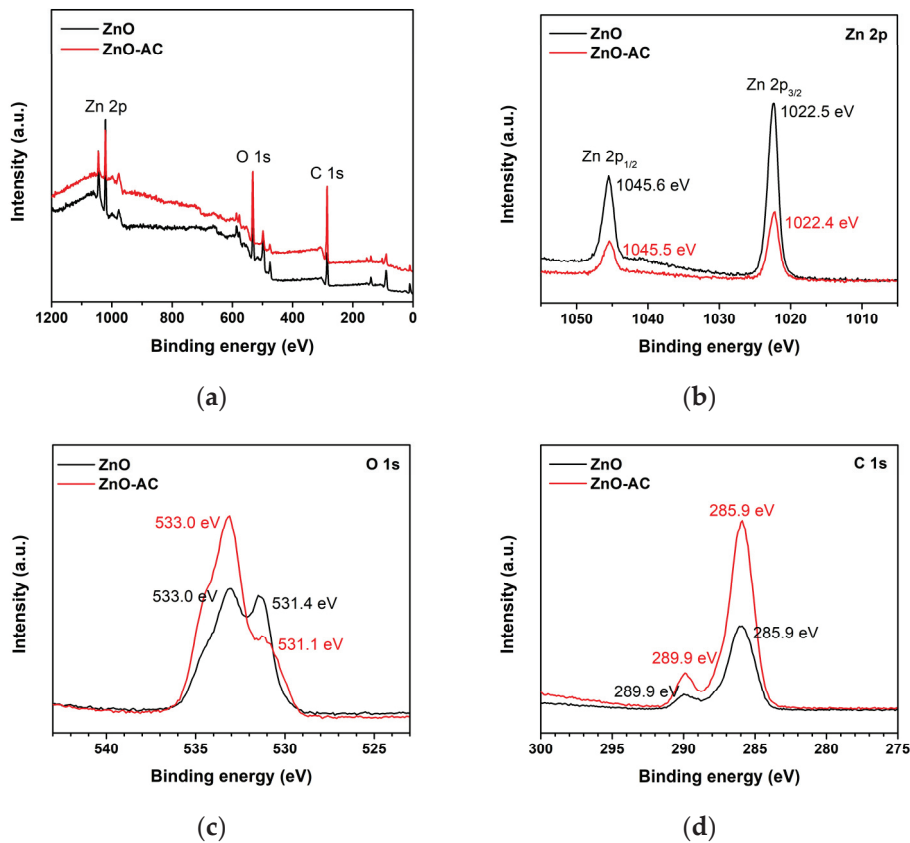 ZnO
ZnO-AC
Zn 2p
O 1s
C 1s
Intensity (a.u.)
1200 1000 800 600 400 200 0
Binding energy (eV)
(a)
ZnO
ZnO-AC
Zn 2p
Zn 2p3/2
1022.5 eV
Zn 2p1/2
1045.6 eV
1022.4 eV
1045.5 eV
Intensity (a.u.)
1050 1040 1030 1020 1010
Binding energy (eV)
(b)
ZnO
ZnO-AC
O 1s
533.0 eV
533.0 eV
531.4 eV
531.1 eV
Intensity (a.u.)
540 535 530 525
Binding energy (eV)
(c)
ZnO
ZnO-AC
C 1s
285.9 eV
289.9 eV
285.9 eV
289.9 eV
Intensity (a.u.)
300 295 290 285 280 275
Binding energy (eV)
(d)